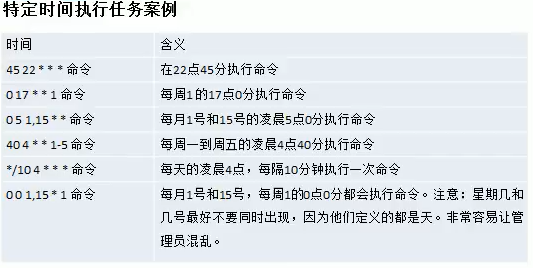 特定时间执行任务案例
时间 含义
45 22 * * * 命令 在22点45分执行命令
0 17 * * 1 命令 每周1的17点0分执行命令
0 5 1,15 * * 命令 每月1号和15号的凌晨5点0分执行命令
40 4 * * 1-5 命令 每周一到周五的凌晨4点40分执行命令
*/10 4 * * * 命令 每天的凌晨4点，每隔10分钟执行一次命令
0 0 1,15 * 1 命令 每月1号和15号，每周1的0点0分都会执行命令。注意：星期几和
几号最好不要同时出现，因为他们定义的都是天。非常容易让管
理员混乱。